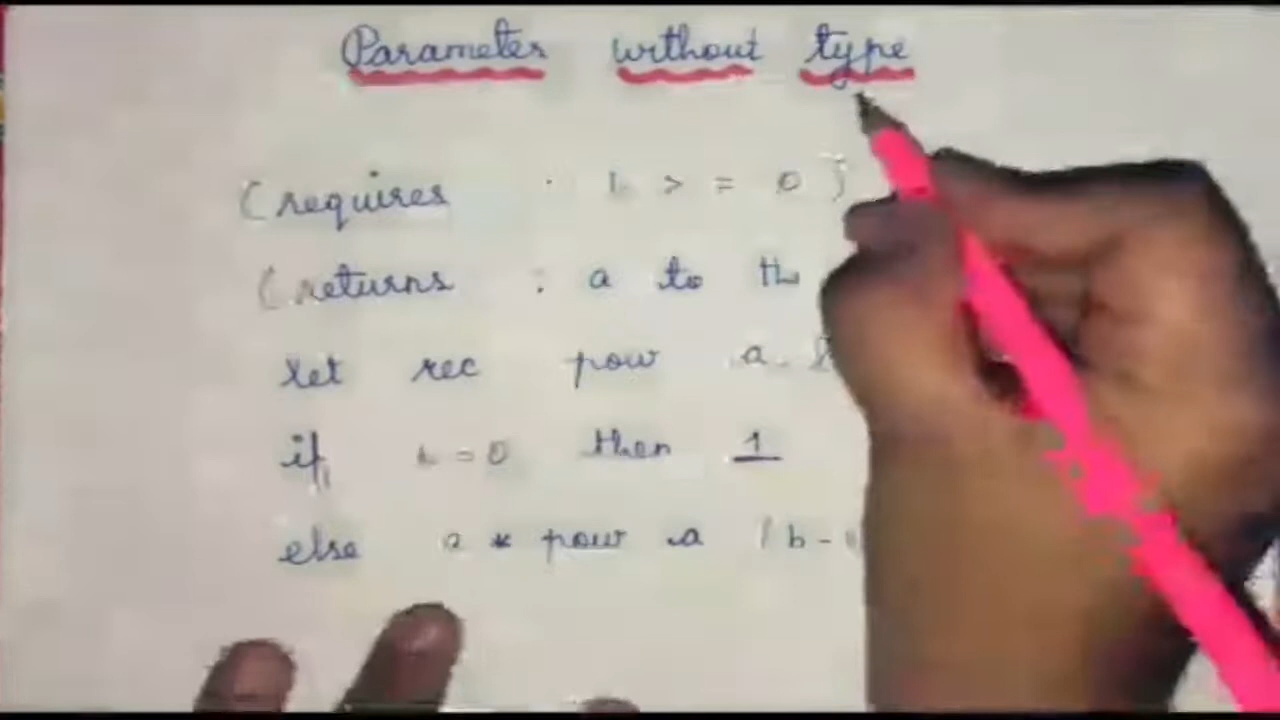 Parameter without type
(requires : b > = 0)
(returns : a to the
let rec pow a b
if b = 0 then 1
else a * pow a (b -